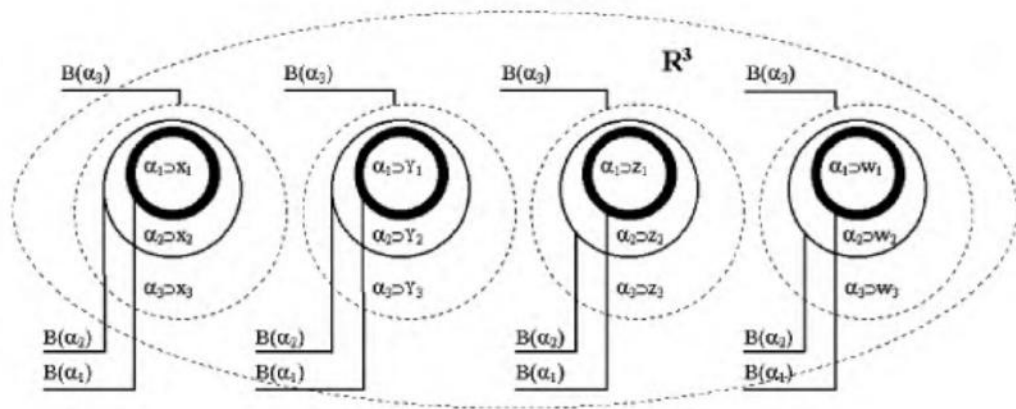 R³
B(α₃) B(α₃) B(α₃) B(α₃)
α₁⊃x₁ α₁⊃Y₁ α₁⊃z₁ α₁⊃w₁
α₂⊃x₂ α₂⊃Y₂ α₂⊃z₂ α₂⊃w₂
α₃⊃x₃ α₃⊃Y₃ α₃⊃z₃ α₃⊃w₃
B(α₂) B(α₂) B(α₂) B(α₂)
B(α₁) B(α₁) B(α₁) B(α₁)